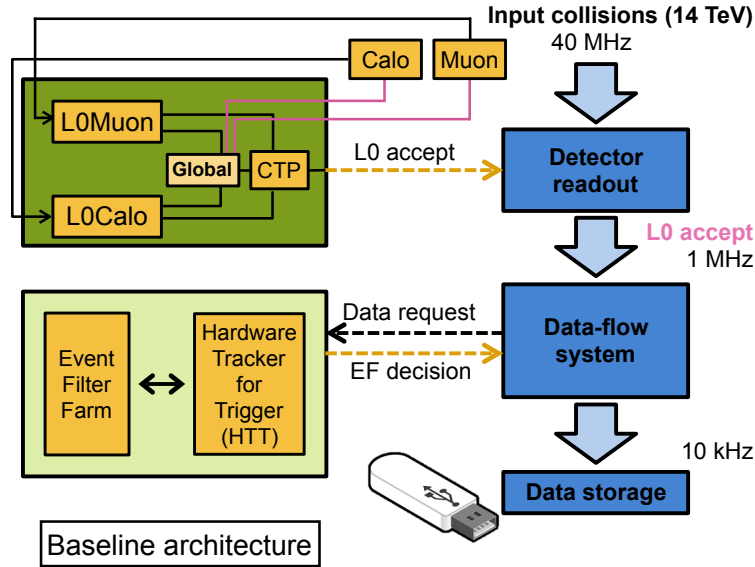 Input collisions (14 TeV)
40 MHz
Calo
Muon
L0Muon
Global
CTP
L0Calo
L0 accept
Detector
readout
L0 accept
1 MHz
Data request
EF decision
Data-flow
system
Event
Filter
Farm
Hardware
Tracker
for
Trigger
(HTT)
10 kHz
Data storage
Baseline architecture